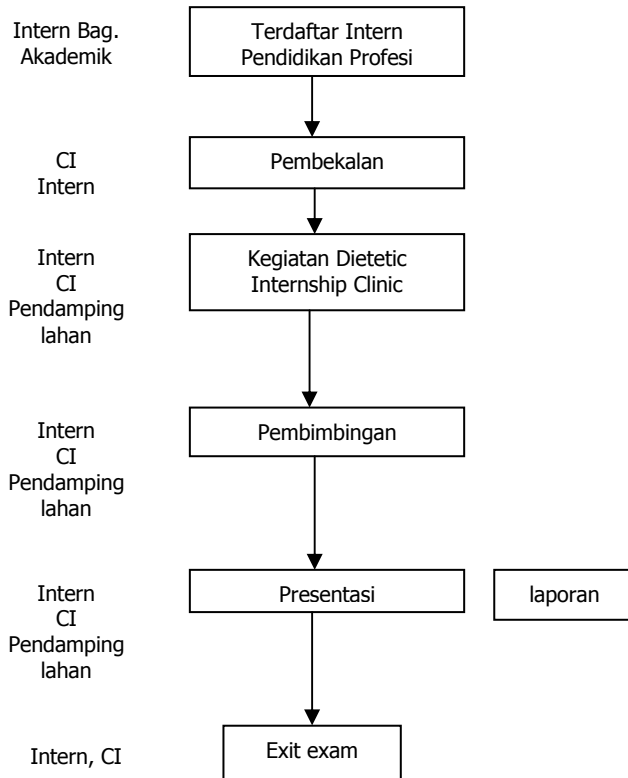 Intern Bag.
Akademik
Terdaftar Intern
Pendidikan Profesi
CI
Intern
Pembekalan
Intern
CI
Pendamping
lahan
Kegiatan Dietetic
Internship Clinic
Intern
CI
Pendamping
lahan
Pembimbingan
Intern
CI
Pendamping
lahan
Presentasi
laporan
Intern, CI
Exit exam